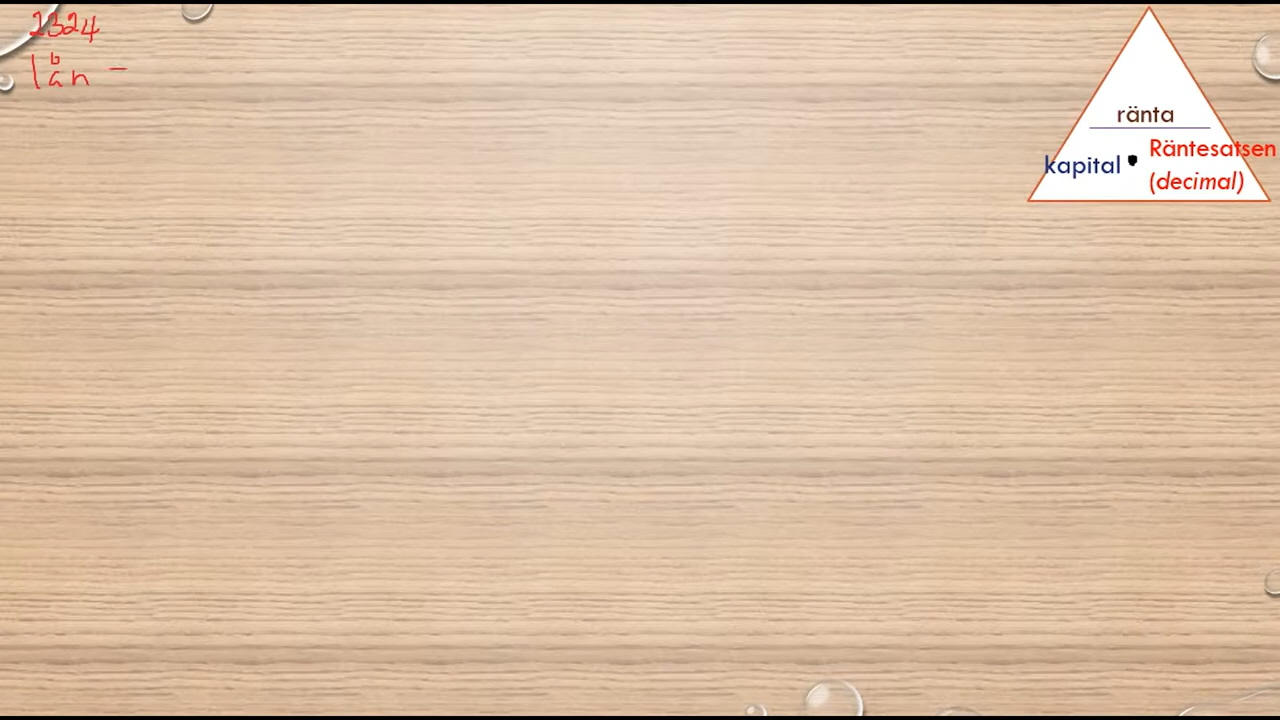 2324
lån -
ränta
kapital • Räntesatsen
(decimal)